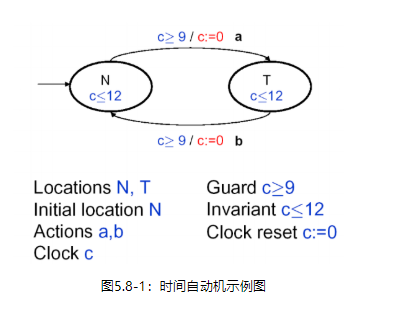 c≥ 9 / c:=0 a
N
c≤12
T
c≤12
c≥ 9 / c:=0 b
Locations N, T
Initial location N
Actions a,b
Clock c
Guard c≥9
Invariant c≤12
Clock reset c:=0
图5.8-1：时间自动机示例图